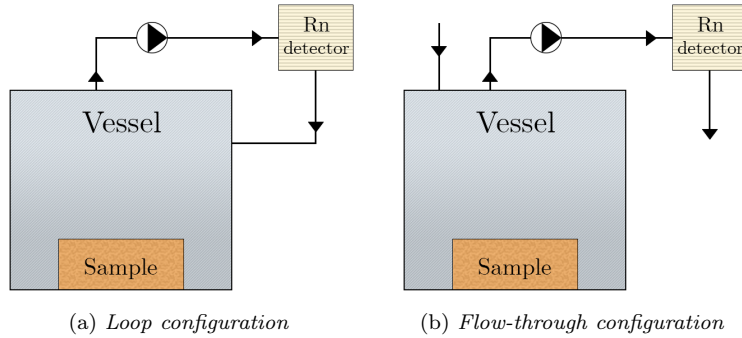 Rn
detector
Vessel
Sample
(a) Loop configuration
Rn
detector
Vessel
Sample
(b) Flow-through configuration